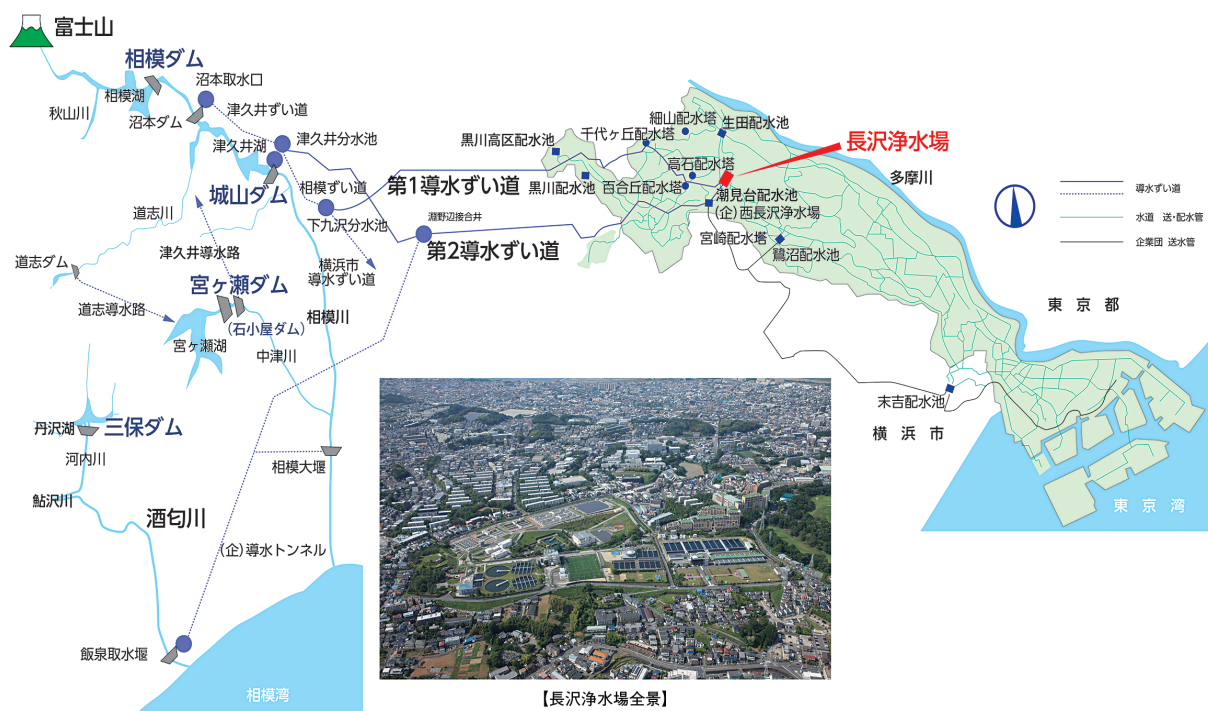 富士山
相模ダム
沼本取水口
相模湖
秋山川
津久井ずい道
沼本ダム
津久井分水池
津久井湖
城山ダム
相模ずい道
第1導水ずい道
下九沢分水池
道志川
淵野辺接合井
第2導水ずい道
津久井導水路
道志ダム
横浜市
導水ずい道
宮ヶ瀬ダム
道志導水路
(石小屋ダム)
相模川
宮ヶ瀬湖
中津川
丹沢湖
三保ダム
河内川
相模大堰
鮎沢川
酒匂川
(企)導水トンネル
飯泉取水堰
相模湾
黒川高区配水池
千代ヶ丘配水塔
細山配水塔
生田配水池
長沢浄水場
高石配水塔
黒川配水池
百合丘配水塔
多摩川
潮見台配水池
(企)西長沢浄水場
宮崎配水塔
鷺沼配水池
導水ずい道
水道 送・配水管
企業団 送水管
東京都
末吉配水池
横浜市
東京湾
【長沢浄水場全景】